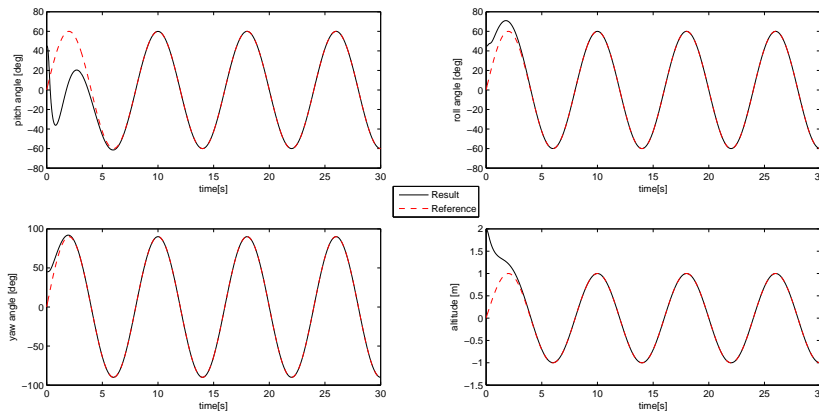 80
60
40
20
0
−20
−40
−60
−80
pitch angle [deg]
0 5 10 15 20 25 30
time[s]
80
60
40
20
0
−20
−40
−60
−80
roll angle [deg]
0 5 10 15 20 25 30
time[s]
Result
Reference
100
50
0
−50
−100
yaw angle [deg]
0 5 10 15 20 25 30
time[s]
2
1.5
1
0.5
0
−0.5
−1
−1.5
altitude [m]
0 5 10 15 20 25 30
time[s]